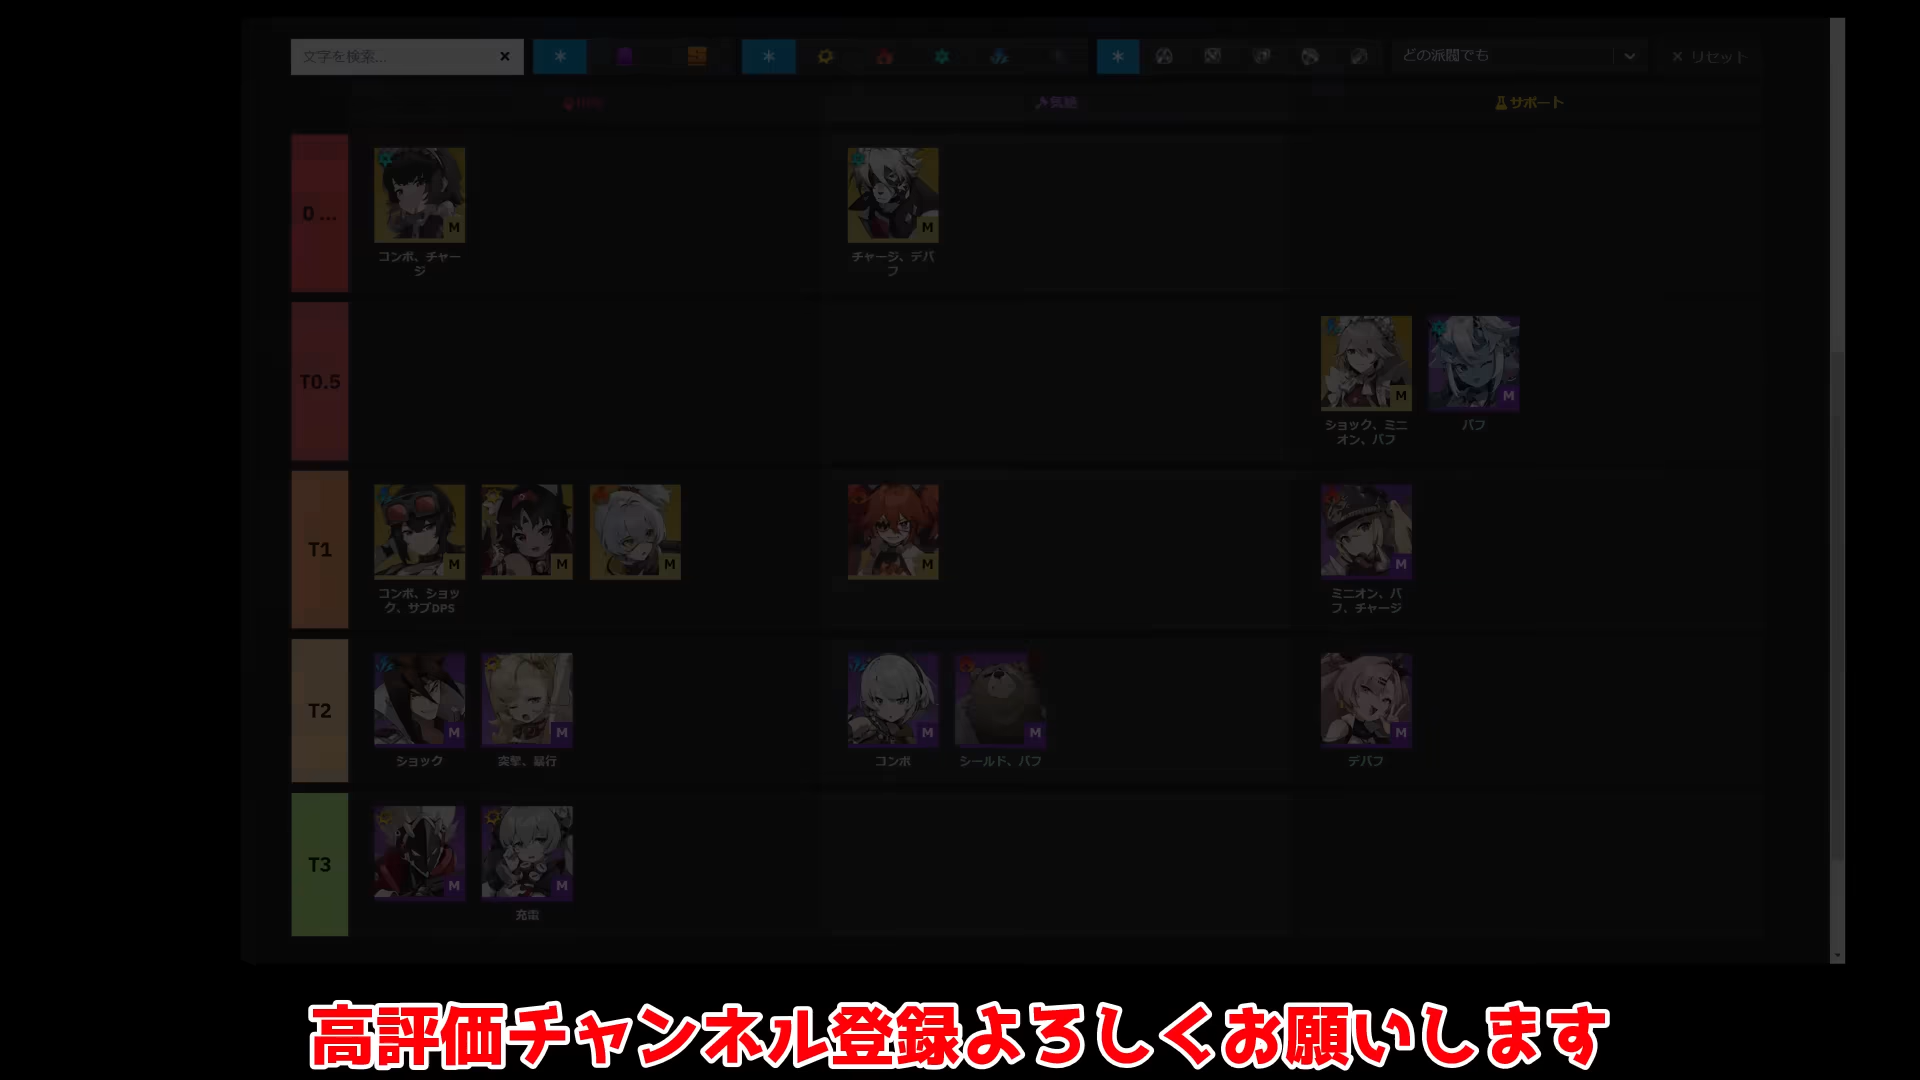 文字を検索...
どの派閥でも
リセット
気絶
サポート
0 ...
M
M
コンボ、チャー
ジ
チャージ、デバ
フ
T0.5
M
M
ショック、ミニ
オン、バフ
バフ
T1
M
M
M
M
M
コンボ、ショッ
ク、サブDPS
ミニオン、バ
フ、チャージ
T2
M
M
M
M
M
ショック
突撃、暴行
コンボ
シールド、バフ
デバフ
T3
M
M
充電
高評価チャンネル登録よろしくお願いします